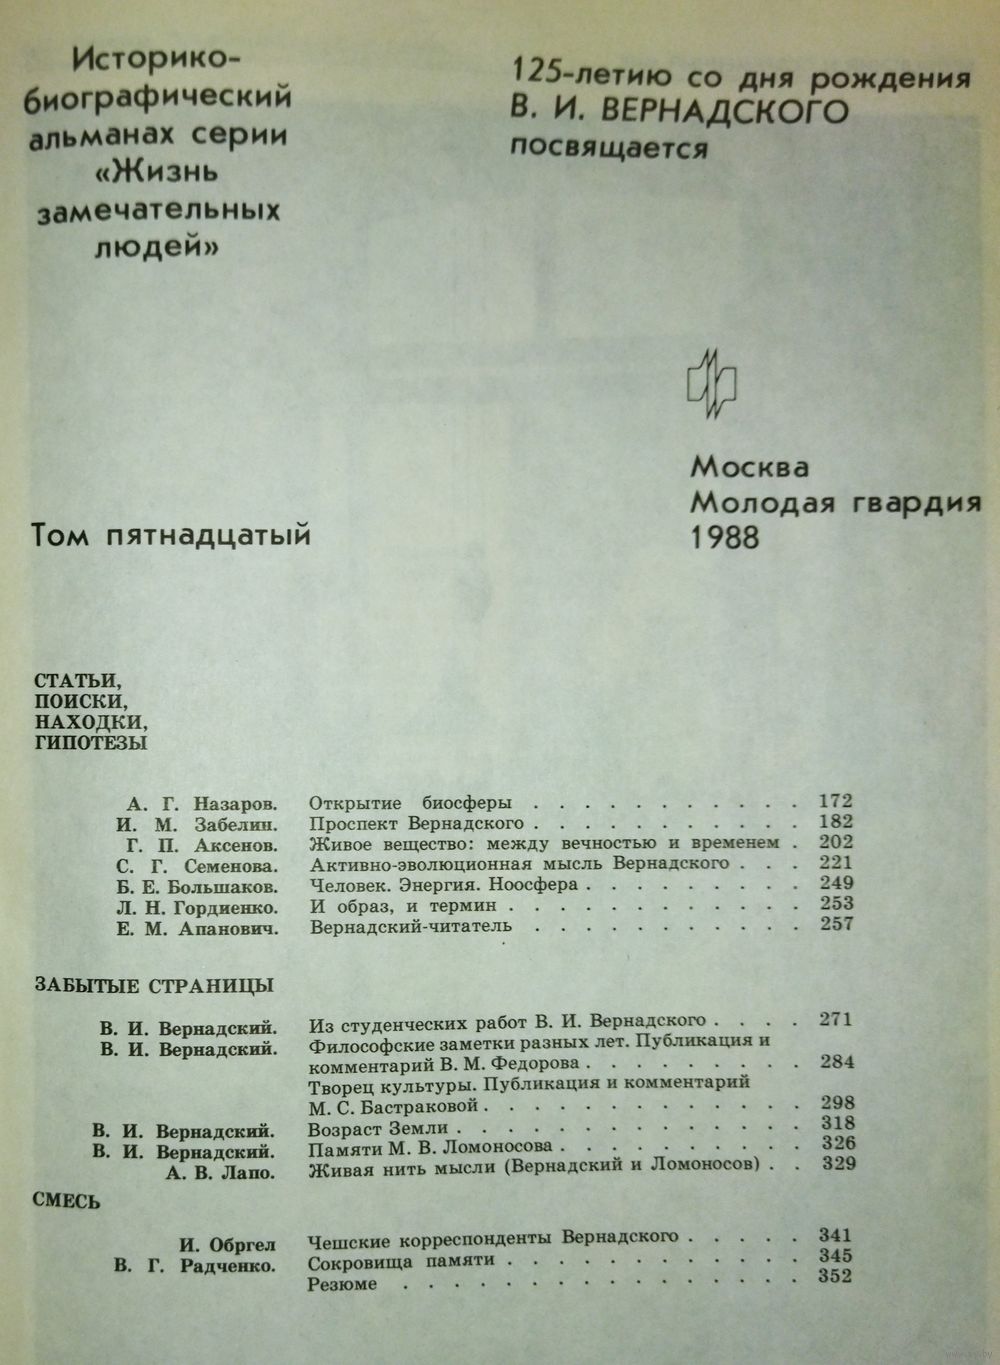 Историко-
биографический
альманах серии
«Жизнь
замечательных
людей»
125-летию со дня рождения
В. И. ВЕРНАДСКОГО
посвящается
Москва
Молодая гвардия
1988
Том пятнадцатый
СТАТЬИ,
ПОИСКИ,
НАХОДКИ,
ГИПОТЕЗЫ
А. Г. Назаров. Открытие биосферы . . . . . . . . . . . 172
И. М. Забелин. Проспект Вернадского . . . . . . . . . . . 182
Г. П. Аксенов. Живое вещество: между вечностью и временем . 202
С. Г. Семенова. Активно-эволюционная мысль Вернадского . . . 221
Б. Е. Большаков. Человек. Энергия. Ноосфера . . . . . . . . . 249
Л. Н. Гордиенко. И образ, и термин . . . . . . . . . . . . 253
Е. М. Апанович. Вернадский-читатель . . . . . . . . . . . 257
ЗАБЫТЫЕ СТРАНИЦЫ
В. И. Вернадский. Из студенческих работ В. И. Вернадского . . . . 271
В. И. Вернадский. Философские заметки разных лет. Публикация и
комментарий В. М. Федорова . . . . . . . . . 284
Творец культуры. Публикация и комментарий
М. С. Бастраковой . . . . . . . . . . . . . 298
В. И. Вернадский. Возраст Земли . . . . . . . . . . . . . . 318
В. И. Вернадский. Памяти М. В. Ломоносова . . . . . . . . . . 326
А. В. Лапо. Живая нить мысли (Вернадский и Ломоносов) . . 329
СМЕСЬ
И. Обргел Чешские корреспонденты Вернадского . . . . . 341
В. Г. Радченко. Сокровища памяти . . . . . . . . . . . . 345
Резюме . . . . . . . . . . . . . . . . 352